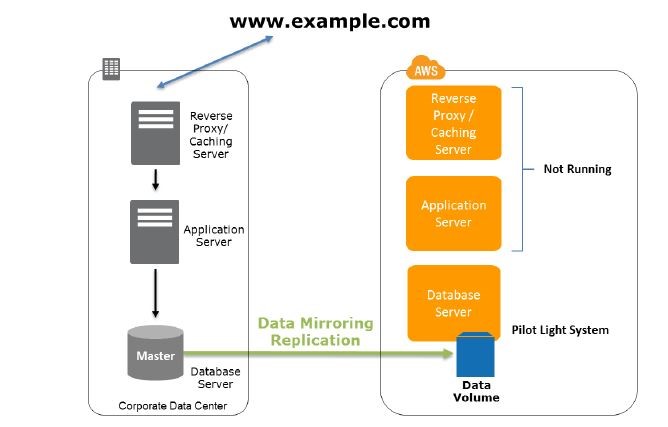 www.example.com
Reverse
Proxy/
Caching
Server
Application
Server
Master
Database
Server
Corporate Data Center
Data Mirroring
Replication
AWS
Reverse
Proxy /
Caching
Server
Not Running
Application
Server
Database
Server
Pilot Light System
Data
Volume